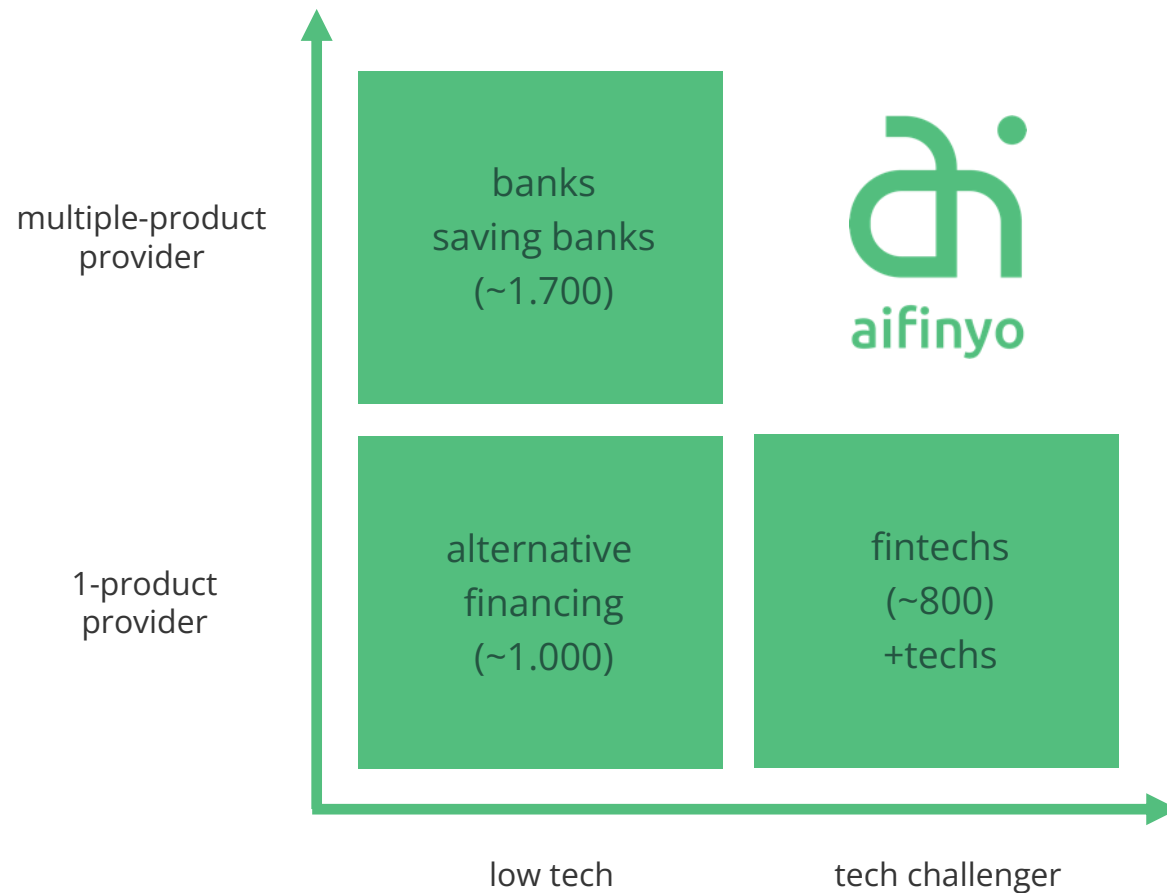 multiple-product
provider
banks
saving banks
(~1.700)
aifinyo
1-product
provider
alternative
financing
(~1.000)
fintechs
(~800)
+techs
low tech
tech challenger